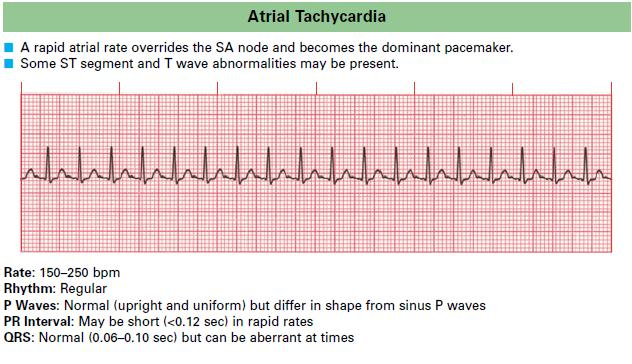 Atrial Tachycardia
A rapid atrial rate overrides the SA node and becomes the dominant pacemaker.
Some ST segment and T wave abnormalities may be present.
Rate: 150–250 bpm
Rhythm: Regular
P Waves: Normal (upright and uniform) but differ in shape from sinus P waves
PR Interval: May be short (<0.12 sec) in rapid rates
QRS: Normal (0.06–0.10 sec) but can be aberrant at times